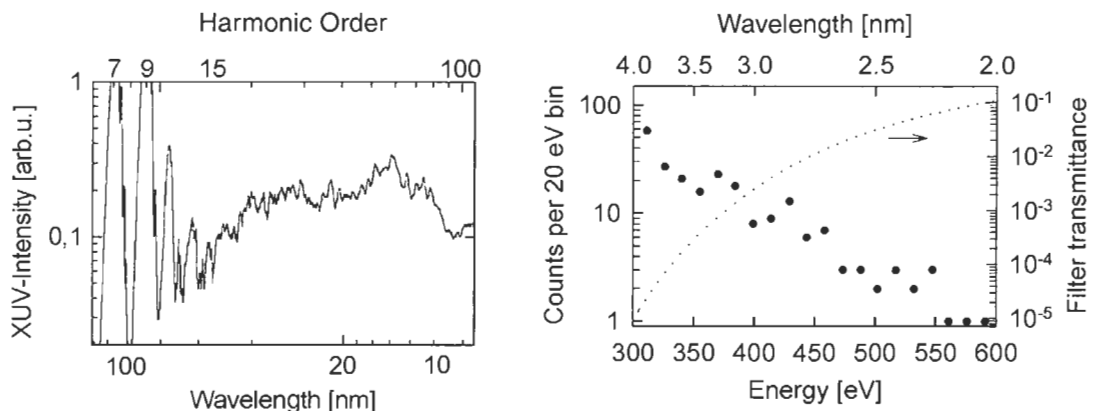 Harmonic Order
7 9 15 100
XUV-Intensity [arb.u.]
1
0,1
100 20 10
Wavelength [nm]
Wavelength [nm]
4.0 3.5 3.0 2.5 2.0
Counts per 20 eV bin
100
10
1
10-1
10-2
10-3
10-4
10-5
Filter transmittance
300 350 400 450 500 550 600
Energy [eV]